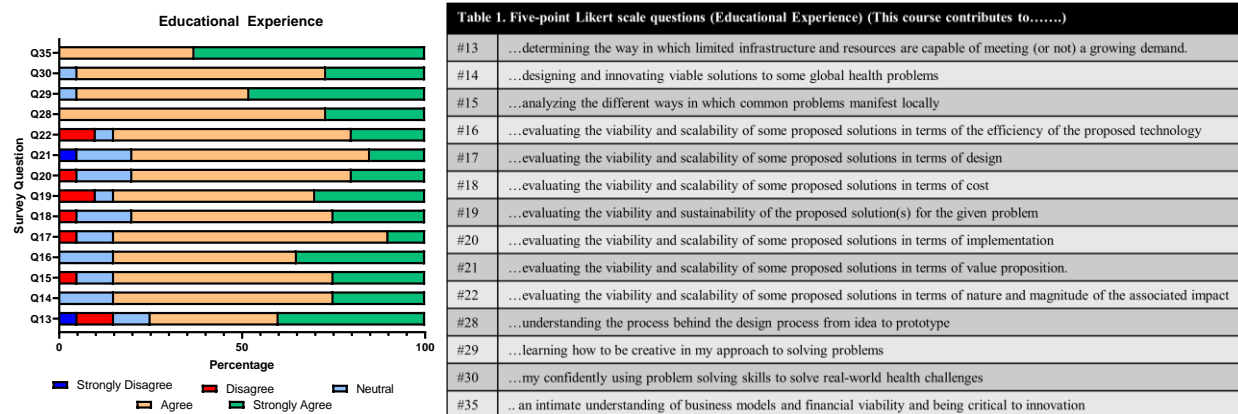 Educational Experience
Survey Question
Q35
Q30
Q29
Q28
Q22
Q21
Q20
Q19
Q18
Q17
Q16
Q15
Q14
Q13
0 50 100
Percentage
Strongly Disagree Disagree Neutral
Agree Strongly Agree
Table 1. Five-point Likert scale questions (Educational Experience) (This course contributes to…….)
#13 …determining the way in which limited infrastructure and resources are capable of meeting (or not) a growing demand.
#14 …designing and innovating viable solutions to some global health problems
#15 …analyzing the different ways in which common problems manifest locally
#16 …evaluating the viability and scalability of some proposed solutions in terms of the efficiency of the proposed technology
#17 …evaluating the viability and scalability of some proposed solutions in terms of design
#18 …evaluating the viability and scalability of some proposed solutions in terms of cost
#19 …evaluating the viability and sustainability of the proposed solution(s) for the given problem
#20 …evaluating the viability and scalability of some proposed solutions in terms of implementation
#21 …evaluating the viability and scalability of some proposed solutions in terms of value proposition.
#22 …evaluating the viability and scalability of some proposed solutions in terms of nature and magnitude of the associated impact
#28 …understanding the process behind the design process from idea to prototype
#29 …learning how to be creative in my approach to solving problems
#30 …my confidently using problem solving skills to solve real-world health challenges
#35 .. an intimate understanding of business models and financial viability and being critical to innovation